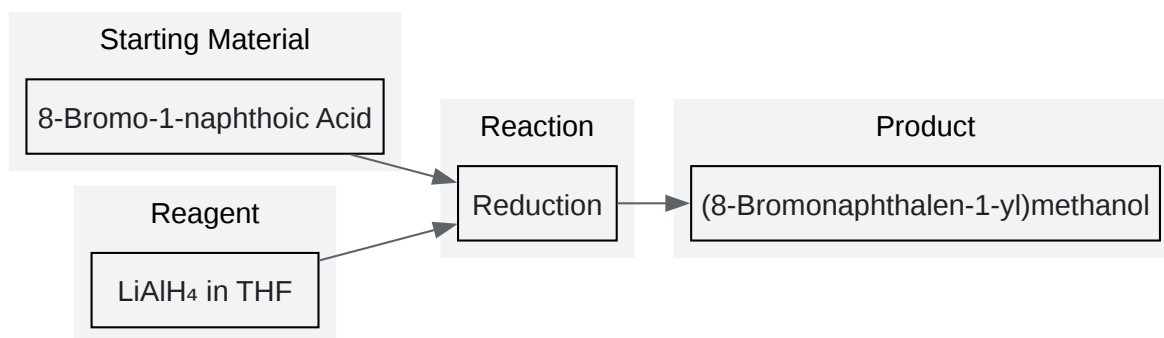 Starting Material
8-Bromo-1-naphthoic Acid
Reagent
LiAlH₄ in THF
Reaction
Reduction
Product
(8-Bromonaphthalen-1-yl)methanol